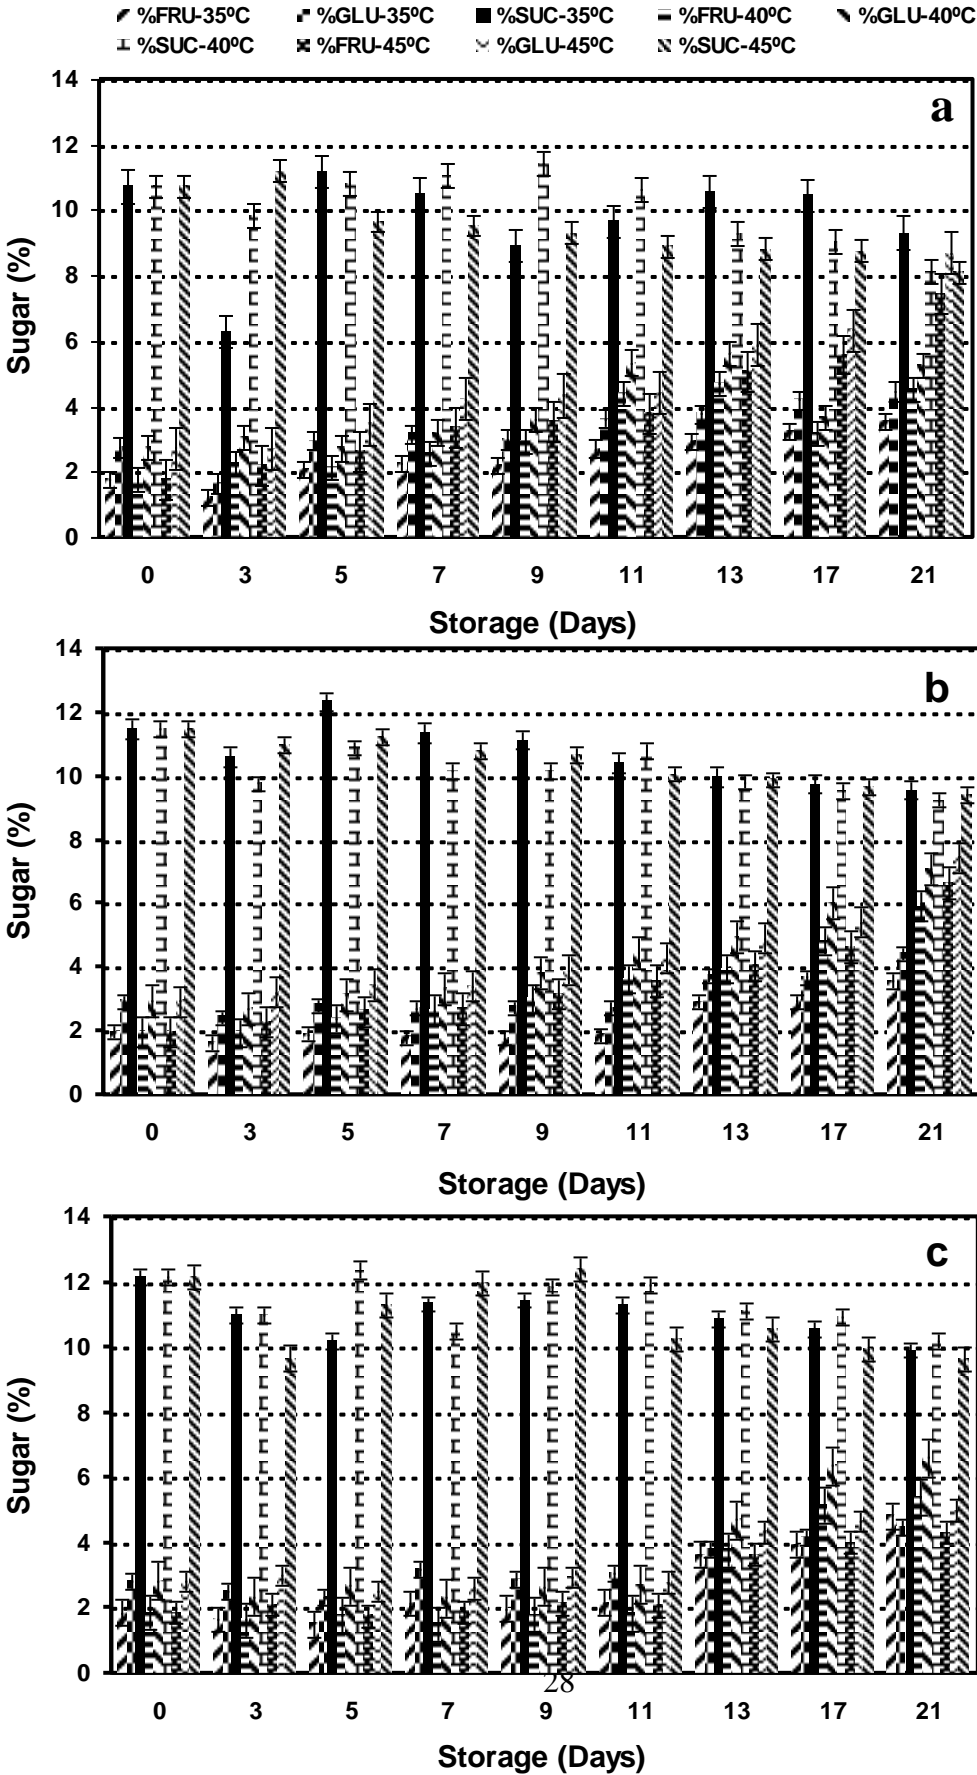 %FRU-35ºC %GLU-35ºC %SUC-35ºC %FRU-40ºC %GLU-40ºC
%SUC-40ºC %FRU-45ºC %GLU-45ºC %SUC-45ºC
a
14
12
10
8
6
4
2
0
Sugar (%)
0 3 5 7 9 11 13 17 21
Storage (Days)
b
14
12
10
8
6
4
2
0
Sugar (%)
0 3 5 7 9 11 13 17 21
Storage (Days)
c
14
12
10
8
6
4
2
0
Sugar (%)
28
0 3 5 7 9 11 13 17 21
Storage (Days)